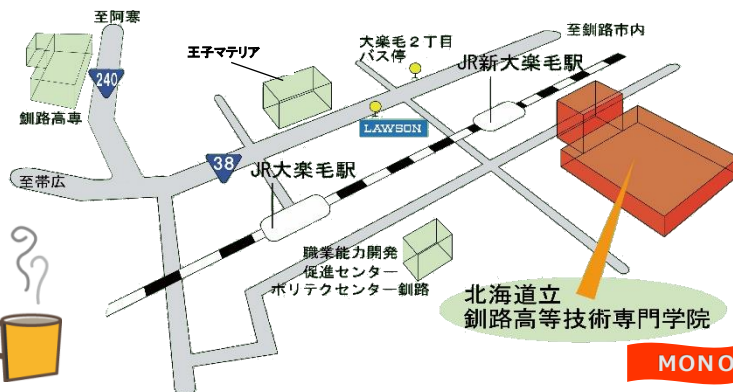 至阿寒
240
釧路高専
王子マテリア
大楽毛２丁目
バス停
JR新大楽毛駅
至釧路市内
LAWSON
38
JR大楽毛駅
至帯広
職業能力開発
促進センター
ポリテクセンター釧路
北海道立
釧路高等技術専門学院
MONO